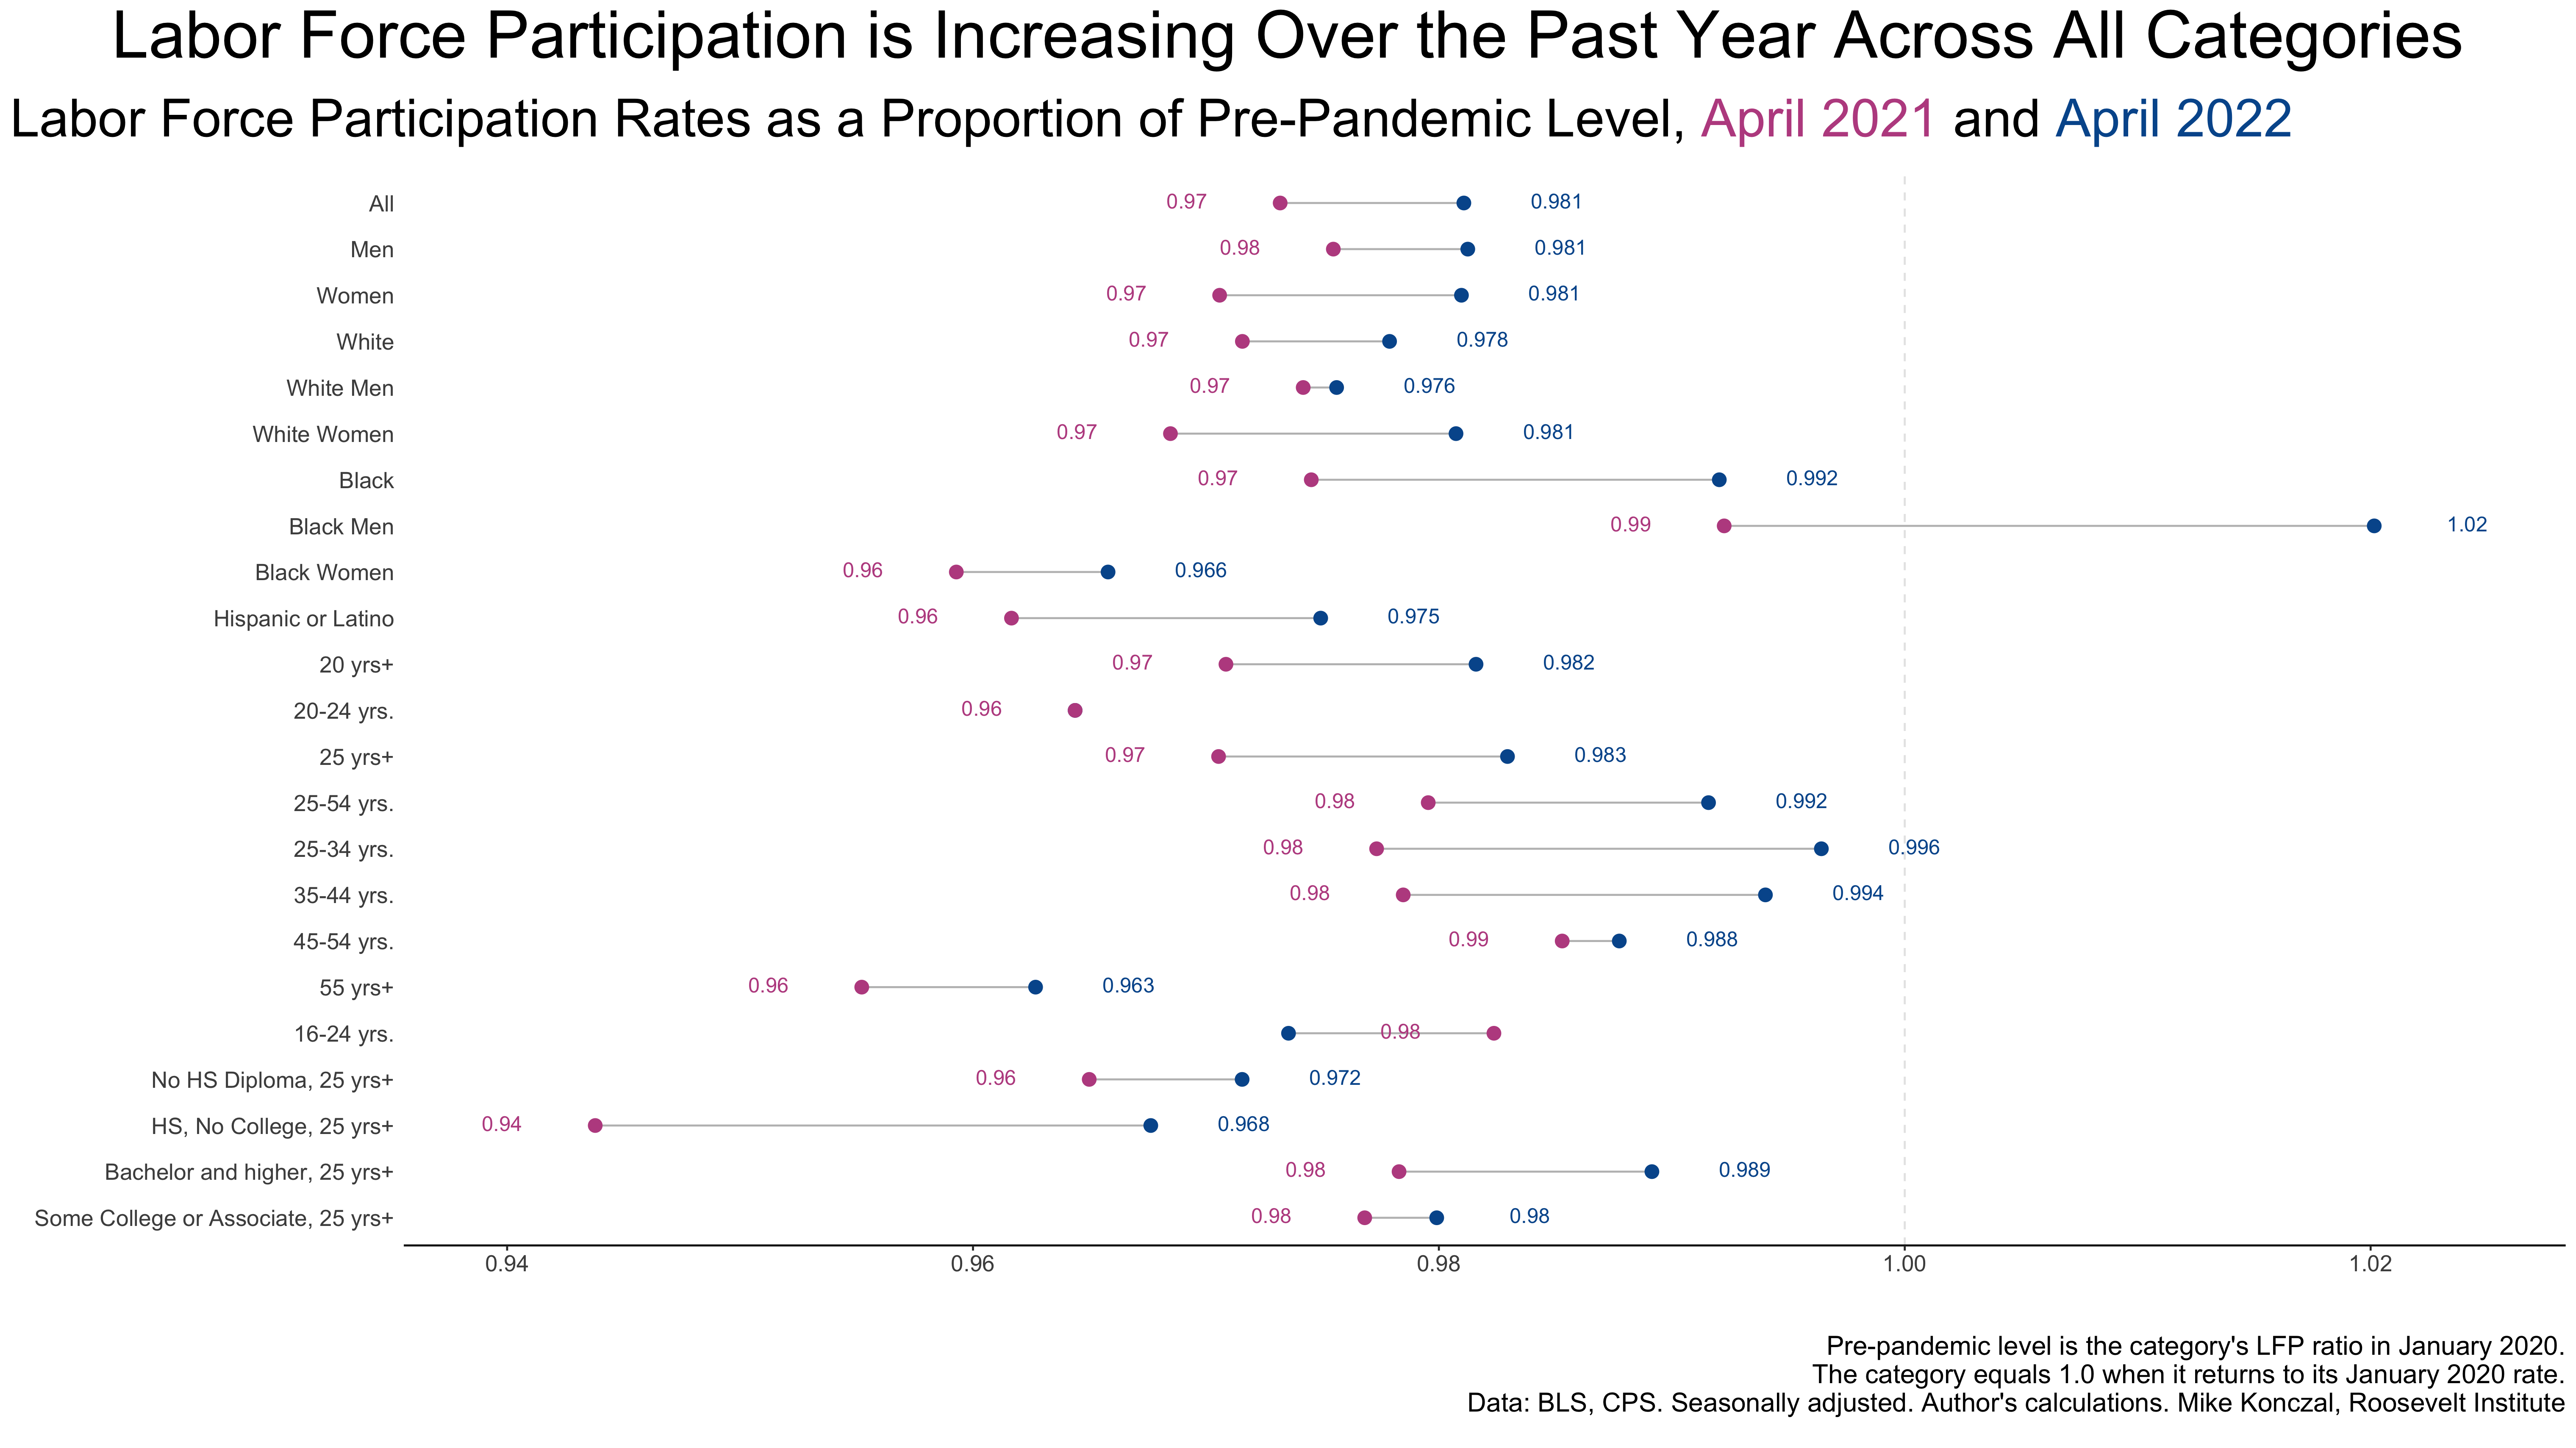 Labor Force Participation is Increasing Over the Past Year Across All Categories
Labor Force Participation Rates as a Proportion of Pre-Pandemic Level, April 2021 and April 2022
All 0.97 0.981
Men 0.98 0.981
Women 0.97 0.981
White 0.97 0.978
White Men 0.97 0.976
White Women 0.97 0.981
Black 0.97 0.992
Black Men 0.99 1.02
Black Women 0.96 0.966
Hispanic or Latino 0.96 0.975
20 yrs+ 0.97 0.982
20-24 yrs. 0.96
25 yrs+ 0.97 0.983
25-54 yrs. 0.98 0.992
25-34 yrs. 0.98 0.996
35-44 yrs. 0.98 0.994
45-54 yrs. 0.99 0.988
55 yrs+ 0.96 0.963
16-24 yrs. 0.98
No HS Diploma, 25 yrs+ 0.96 0.972
HS, No College, 25 yrs+ 0.94 0.968
Bachelor and higher, 25 yrs+ 0.98 0.989
Some College or Associate, 25 yrs+ 0.98 0.98
0.94 0.96 0.98 1.00 1.02
Pre-pandemic level is the category's LFP ratio in January 2020.
The category equals 1.0 when it returns to its January 2020 rate.
Data: BLS, CPS. Seasonally adjusted. Author's calculations. Mike Konczal, Roosevelt Institute